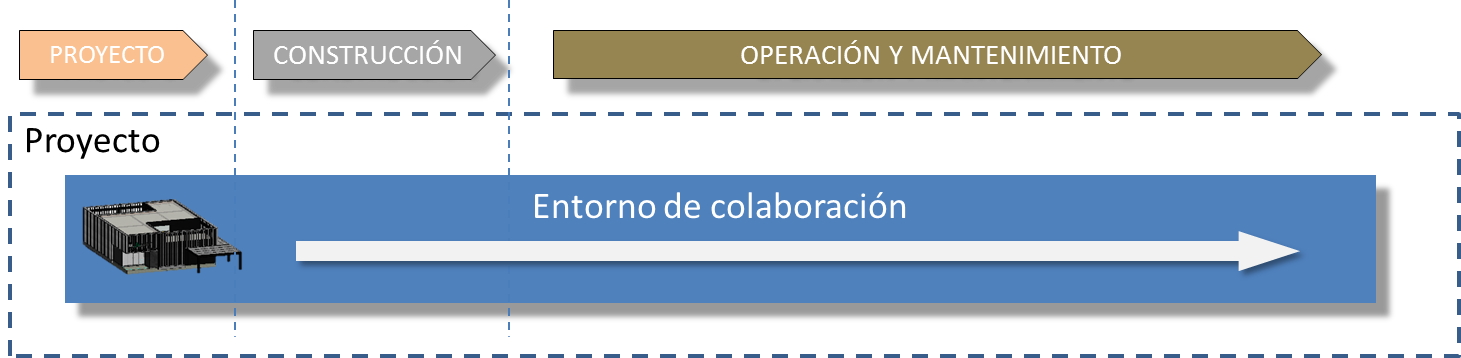 PROYECTO
CONSTRUCCIÓN
OPERACIÓN Y MANTENIMIENTO
Proyecto
Entorno de colaboración